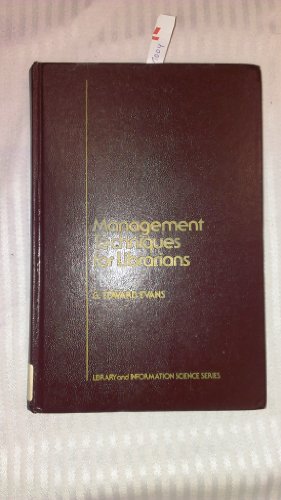 Management
Techniques
for Librarians
G. EDWARD EVANS
LIBRARY and INFORMATION SCIENCE SERIES